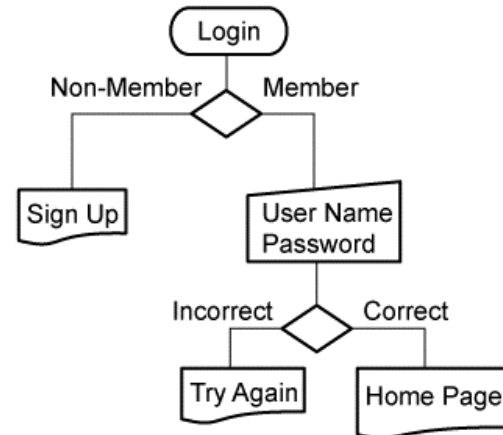 Login
Non-Member
Member
Sign Up
User Name
Password
Incorrect
Correct
Try Again
Home Page